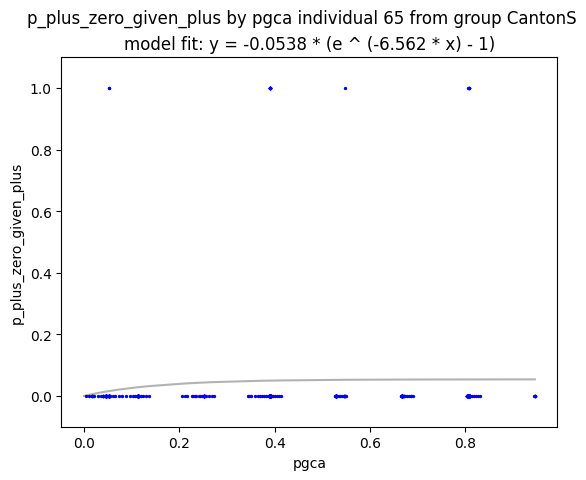 p_plus_zero_given_plus by pgca individual 65 from group CantonS
model fit: y = -0.0538 * (e ^ (-6.562 * x) - 1)
1.0
0.8
0.6
0.4
0.2
0.0
p_plus_zero_given_plus
0.0 0.2 0.4 0.6 0.8
pgca